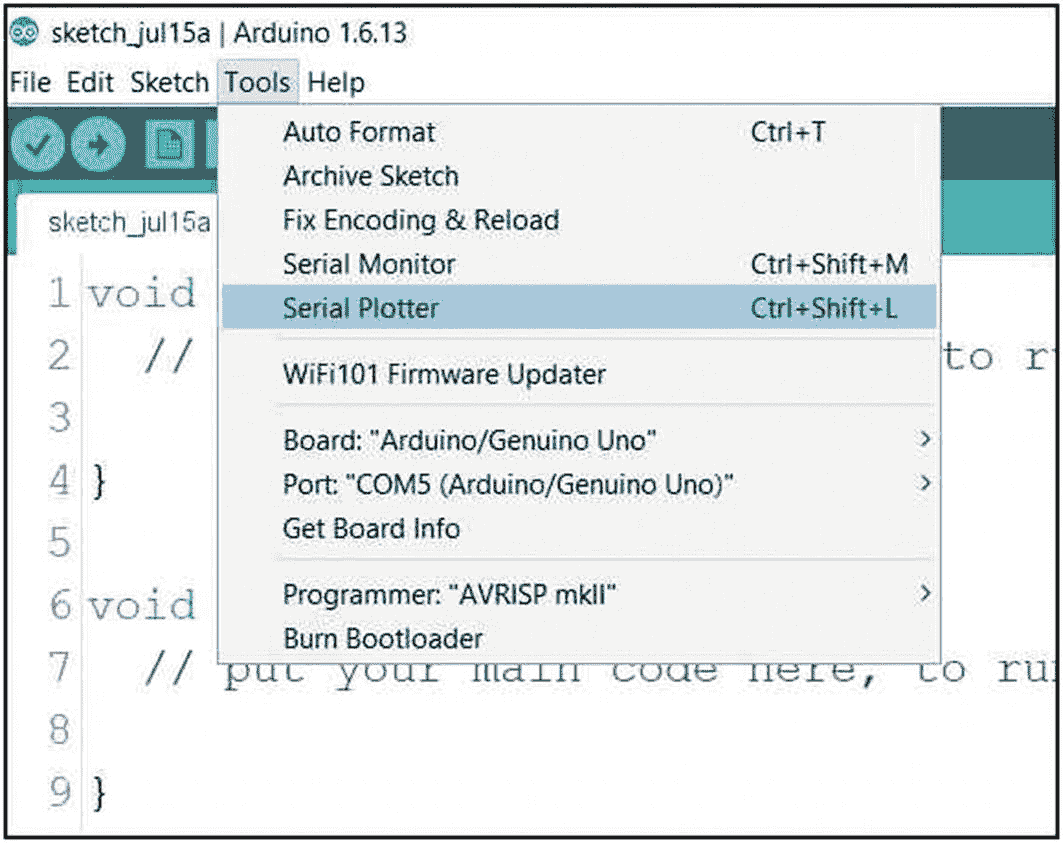 sketch_jul15a | Arduino 1.6.13
File Edit Sketch Tools Help
Auto Format Ctrl+T
Archive Sketch
sketch_jul15a Fix Encoding & Reload
Serial Monitor Ctrl+Shift+M
1 void
Serial Plotter Ctrl+Shift+L
2 // to r
WiFi101 Firmware Updater
3
Board: "Arduino/Genuino Uno" >
4 }
Port: "COM5 (Arduino/Genuino Uno)" >
Get Board Info
5
Programmer: "AVRISP mkII" >
6 void
Burn Bootloader
7 // put your main code here, to ru
8
9 }